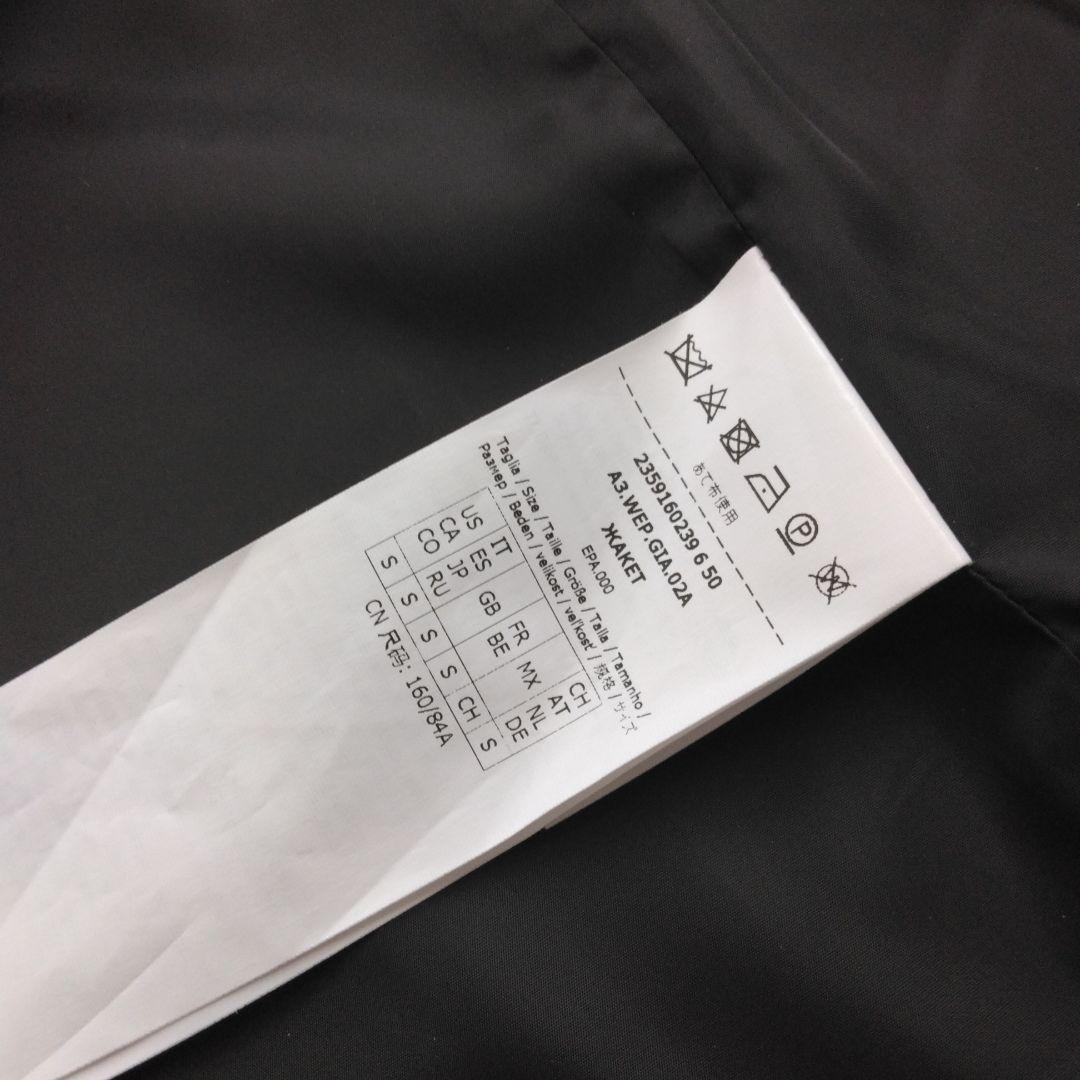 あて布使用
2359160239 6 50
A3.WEP.GIA.02A
ЖАКЕТ
EPA.000
Taglia / Size / Taille / Größe / Talla / Tamanho /
Размер / Beden / velikost / veľkosť / 规格 / サイズ
IT FR CH
US ES GB MX AT
CA JP BE NL
CO RU DE
S S S S CH S
CN 尺码: 160/84A